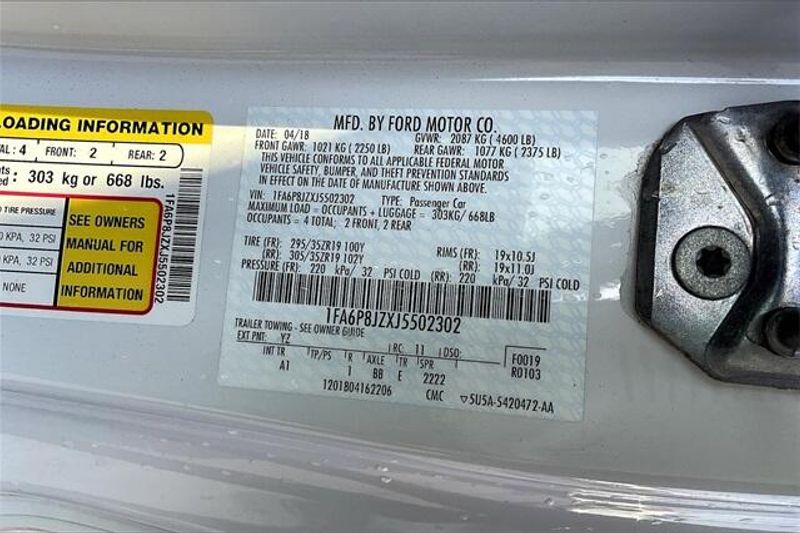 LOADING INFORMATION
AL: 4 FRONT: 2 REAR: 2
303 kg or 668 lbs.
TIRE PRESSURE
KPA, 32 PSI
KPA, 32 PSI
NONE
SEE OWNERS
MANUAL FOR
ADDITIONAL
INFORMATION
1FA6P8JZXJ5502302
MFD. BY FORD MOTOR CO.
DATE: 04/18 GVWR: 2087 KG (4600 LB)
FRONT GAWR: 1021 KG (2250 LB) REAR GAWR: 1077 KG (2375 LB)
THIS VEHICLE CONFORMS TO ALL APPLICABLE FEDERAL MOTOR
VEHICLE SAFETY, BUMPER, AND THEFT PREVENTION STANDARDS
IN EFFECT ON THE DATE OF MANUFACTURE SHOWN ABOVE.
VIN: 1FA6P8JZXJ5502302 TYPE: Passenger Car
MAXIMUM LOAD = OCCUPANTS + LUGGAGE = 303KG/668LB
OCCUPANTS = 4 TOTAL: 2 FRONT, 2 REAR
TIRE (FR): 295/35ZR19 100Y RIMS (FR): 19x10.5J
(RR): 305/35ZR19 102Y (RR): 19x11.0J
PRESSURE (FR): 220 kPa/ 32 PSI COLD (RR): 220 kPa/ 32 PSI COLD
1FA6P8JZXJ5502302
TRAILER TOWING - SEE OWNER GUIDE
EXT PNT: YZ RC: 11 DSO:
INT TR TP/PS R AXLE TR SPR F0019
A1 1 BB E 2222 R0103
1201804162206 CMC ▽5U5A-5420472-AA